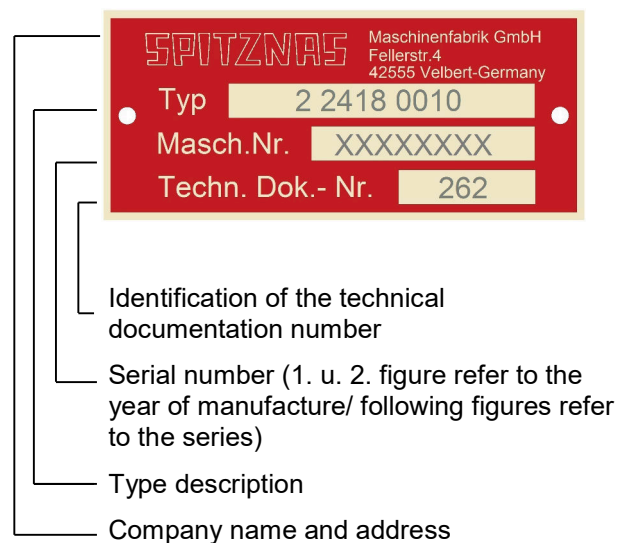 SPITZNAS
Maschinenfabrik GmbH
Fellerstr.4
42555 Velbert-Germany
Typ 2 2418 0010
Masch.Nr. XXXXXXXX
Techn. Dok.- Nr. 262
Identification of the technical
documentation number
Serial number (1. u. 2. figure refer to the
year of manufacture/ following figures refer
to the series)
Type description
Company name and address